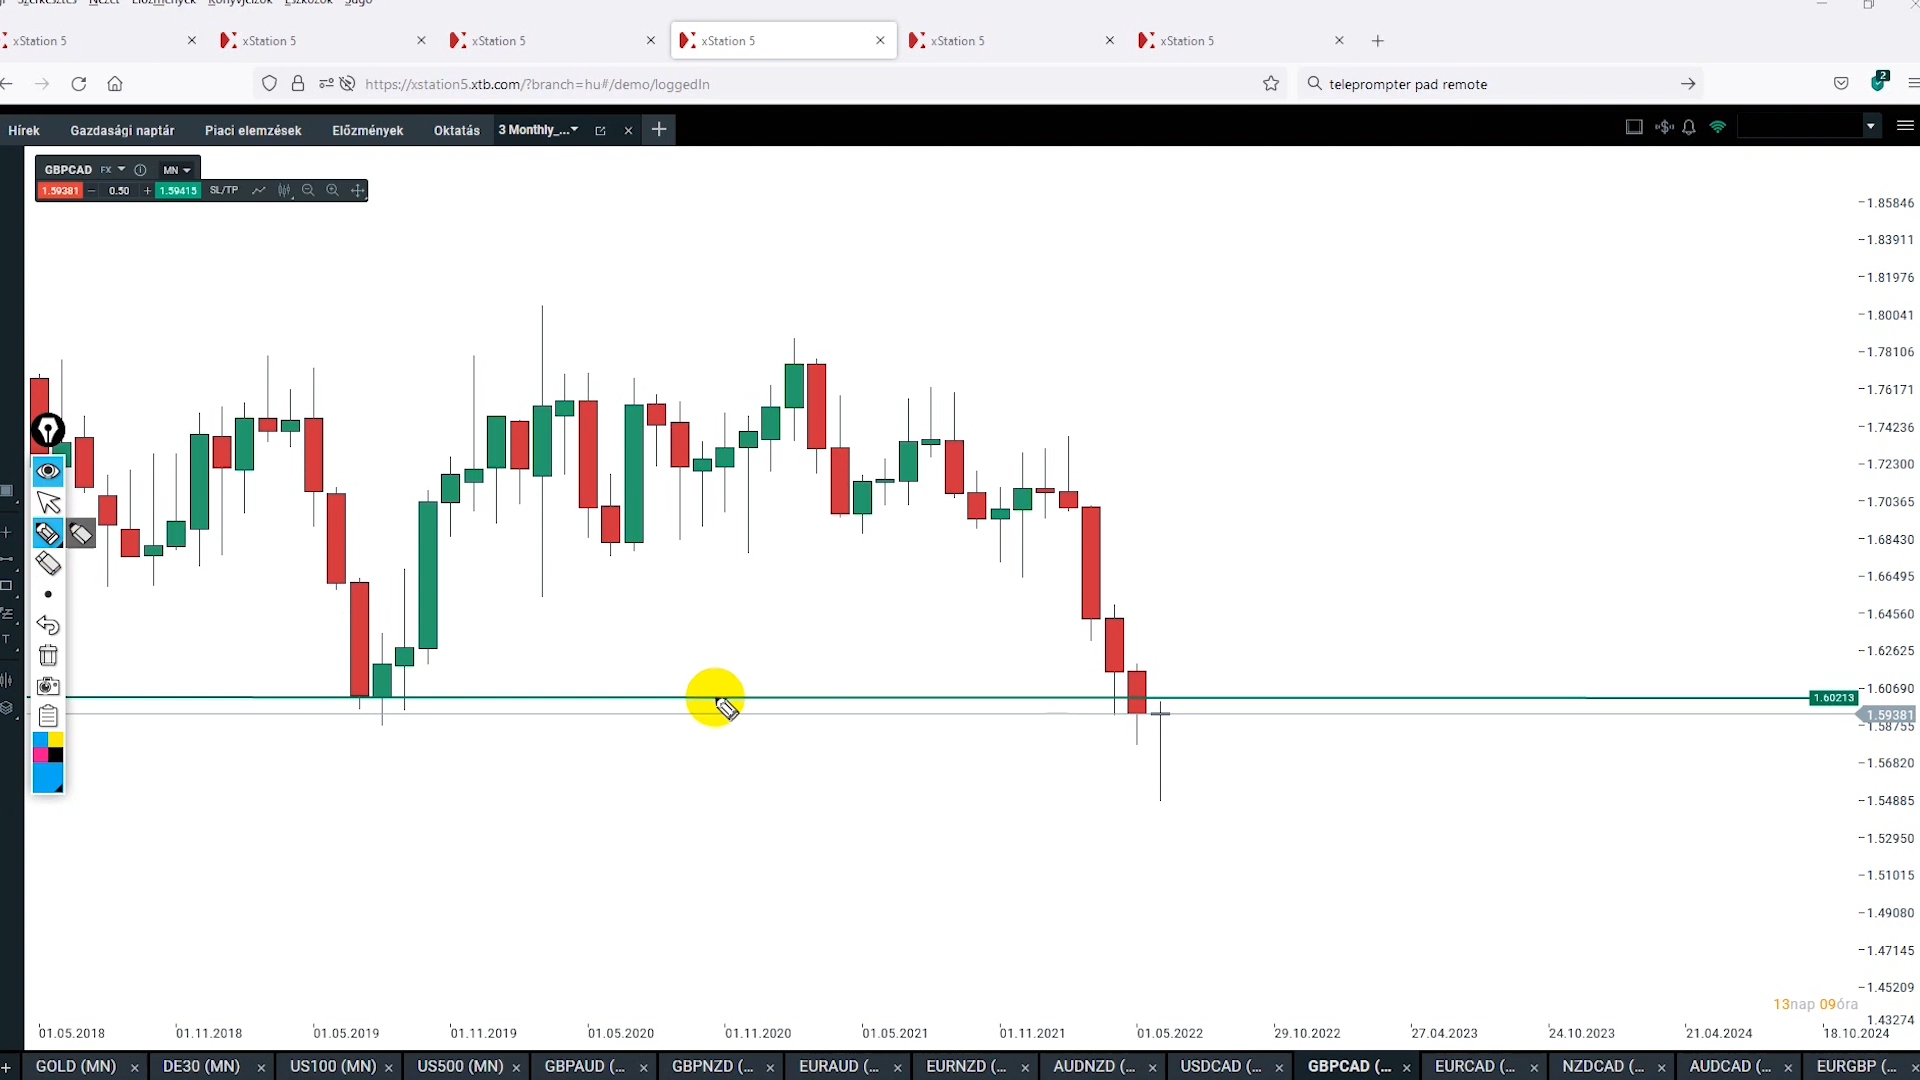 Szerkesztés Nézet Előzmények Könyvjelzők Eszközök Súgó
xStation 5
xStation 5
xStation 5
xStation 5
xStation 5
xStation 5
https://xstation5.xtb.com/?branch=hu#/demo/loggedIn
teleprompter pad remote
2
Hírek Gazdasági naptár Piaci elemzések Előzmények Oktatás 3 Monthly_...
GBPCAD FX MN
1.59381 0.50 1.59415 SL/TP
1.85846
1.83911
1.81976
1.80041
1.78106
1.76171
1.74236
1.72300
1.70365
1.68430
1.66495
1.64560
1.62625
1.60690
1.60213
1.59381
1.58755
1.56820
1.54885
1.52950
1.51015
1.49080
1.47145
1.45209
13nap 09óra
1.43274
01.05.2018 01.11.2018 01.05.2019 01.11.2019 01.05.2020 01.11.2020 01.05.2021 01.11.2021 01.05.2022 29.10.2022 27.04.2023 24.10.2023 21.04.2024 18.10.2024
GOLD (MN) DE30 (MN) US100 (MN) US500 (MN) GBPAUD (... GBPNZD (... EURAUD (... EURNZD (... AUDNZD (... USDCAD (... GBPCAD (... EURCAD (... NZDCAD (... AUDCAD (... EURGBP (...